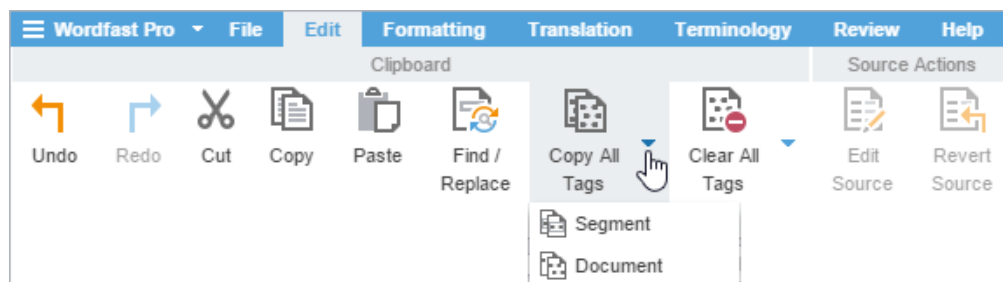 Wordfast Pro File Edit Formatting Translation Terminology Review Help
Clipboard Source Actions
Undo Redo Cut Copy Paste Find / Copy All Clear All Edit Revert
Replace Tags Tags Source Source
Segment
Document